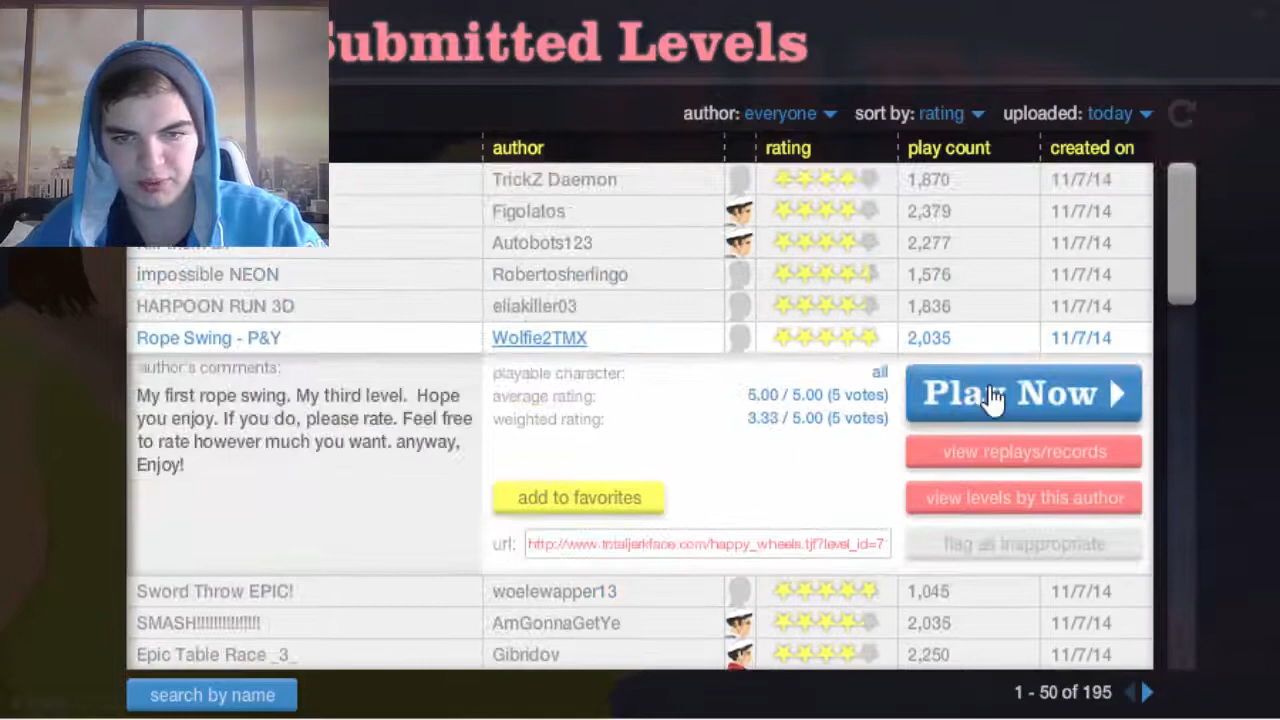 Submitted Levels
author: everyone sort by: rating uploaded: today
author rating play count created on
TrickZ Daemon 1,870 11/7/14
Figolatos 2,379 11/7/14
Autobots123 2,277 11/7/14
impossible NEON Robertosherlingo 1,576 11/7/14
HARPOON RUN 3D eliakiller03 1,836 11/7/14
Rope Swing - P&Y Wolfie2TMX 2,035 11/7/14
author's comments:
My first rope swing. My third level. Hope
you enjoy. If you do, please rate. Feel free
to rate however much you want. anyway,
Enjoy!
playable character: all
average rating: 5.00 / 5.00 (5 votes)
weighted rating: 3.33 / 5.00 (5 votes)
add to favorites
url: http://www.totaljerkface.com/happy_wheels.tjf?level_id=7
Play Now
view replays/records
view levels by this author
flag as inappropriate
Sword Throw EPIC! woelewapper13 1,045 11/7/14
SMASH!!!!!!!!!!!!!!!! AmGonnaGetYe 2,035 11/7/14
Epic Table Race _3_ Gibridov 2,250 11/7/14
search by name
1 - 50 of 195